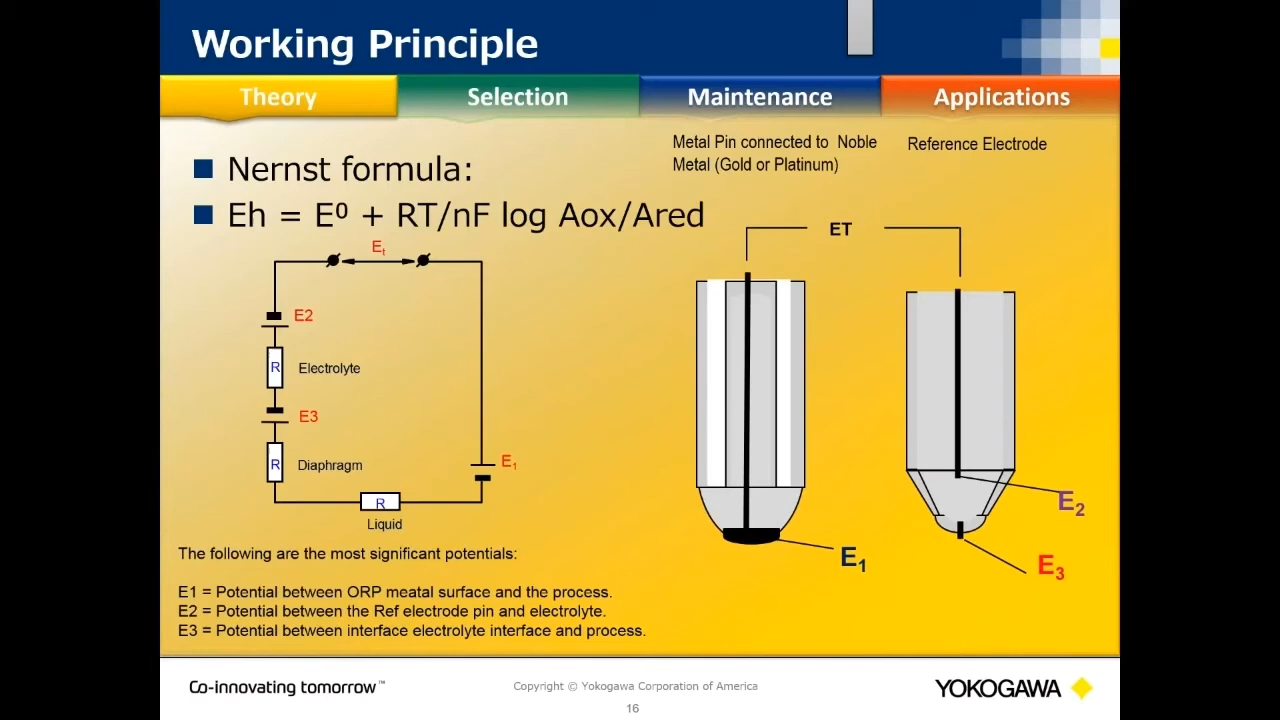 Working Principle
Theory
Selection
Maintenance
Applications
Metal Pin connected to Noble
Metal (Gold or Platinum)
Reference Electrode
Nernst formula:
Eh = E⁰ + RT/nF log Aox/Ared
Et
E2
R
Electrolyte
E3
R
Diaphragm
E1
R
Liquid
ET
E1
E2
E3
The following are the most significant potentials:
E1 = Potential between ORP meatal surface and the process.
E2 = Potential between the Ref electrode pin and electrolyte.
E3 = Potential between interface electrolyte interface and process.
Co-innovating tomorrow™
Copyright © Yokogawa Corporation of America
YOKOGAWA
16